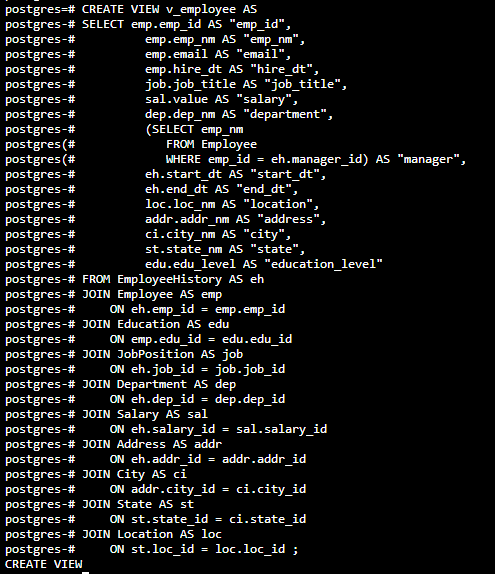 postgres=# CREATE VIEW v_employee AS
postgres-# SELECT emp.emp_id AS "emp_id",
postgres-#          emp.emp_nm AS "emp_nm",
postgres-#          emp.email AS "email",
postgres-#          emp.hire_dt AS "hire_dt",
postgres-#          job.job_title AS "job_title",
postgres-#          sal.value AS "salary",
postgres-#          dep.dep_nm AS "department",
postgres-#          (SELECT emp_nm
postgres(#             FROM Employee
postgres(#             WHERE emp_id = eh.manager_id) AS "manager",
postgres-#          eh.start_dt AS "start_dt",
postgres-#          eh.end_dt AS "end_dt",
postgres-#          loc.loc_nm AS "location",
postgres-#          addr.addr_nm AS "address",
postgres-#          ci.city_nm AS "city",
postgres-#          st.state_nm AS "state",
postgres-#          edu.edu_level AS "education_level"
postgres-# FROM EmployeeHistory AS eh
postgres-# JOIN Employee AS emp
postgres-#     ON eh.emp_id = emp.emp_id
postgres-# JOIN Education AS edu
postgres-#     ON emp.edu_id = edu.edu_id
postgres-# JOIN JobPosition AS job
postgres-#     ON eh.job_id = job.job_id
postgres-# JOIN Department AS dep
postgres-#     ON eh.dep_id = dep.dep_id
postgres-# JOIN Salary AS sal
postgres-#     ON eh.salary_id = sal.salary_id
postgres-# JOIN Address AS addr
postgres-#     ON eh.addr_id = addr.addr_id
postgres-# JOIN City AS ci
postgres-#     ON addr.city_id = ci.city_id
postgres-# JOIN State AS st
postgres-#     ON st.state_id = ci.state_id
postgres-# JOIN Location AS loc
postgres-#     ON st.loc_id = loc.loc_id ;
CREATE VIEW